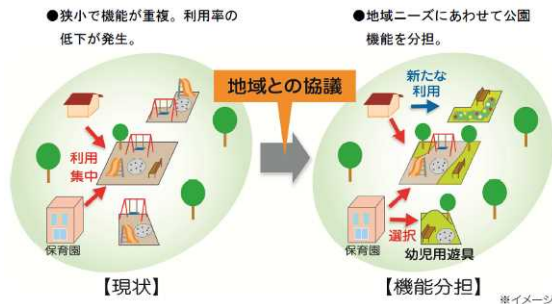 ●狭小で機能が重複。利用率の
低下が発生。
●地域ニーズにあわせて公園
機能を分担。
地域との協議
新たな
利用
利用
集中
保育園
保育園
選択
幼児用遊具
【現状】
【機能分担】
※イメージ